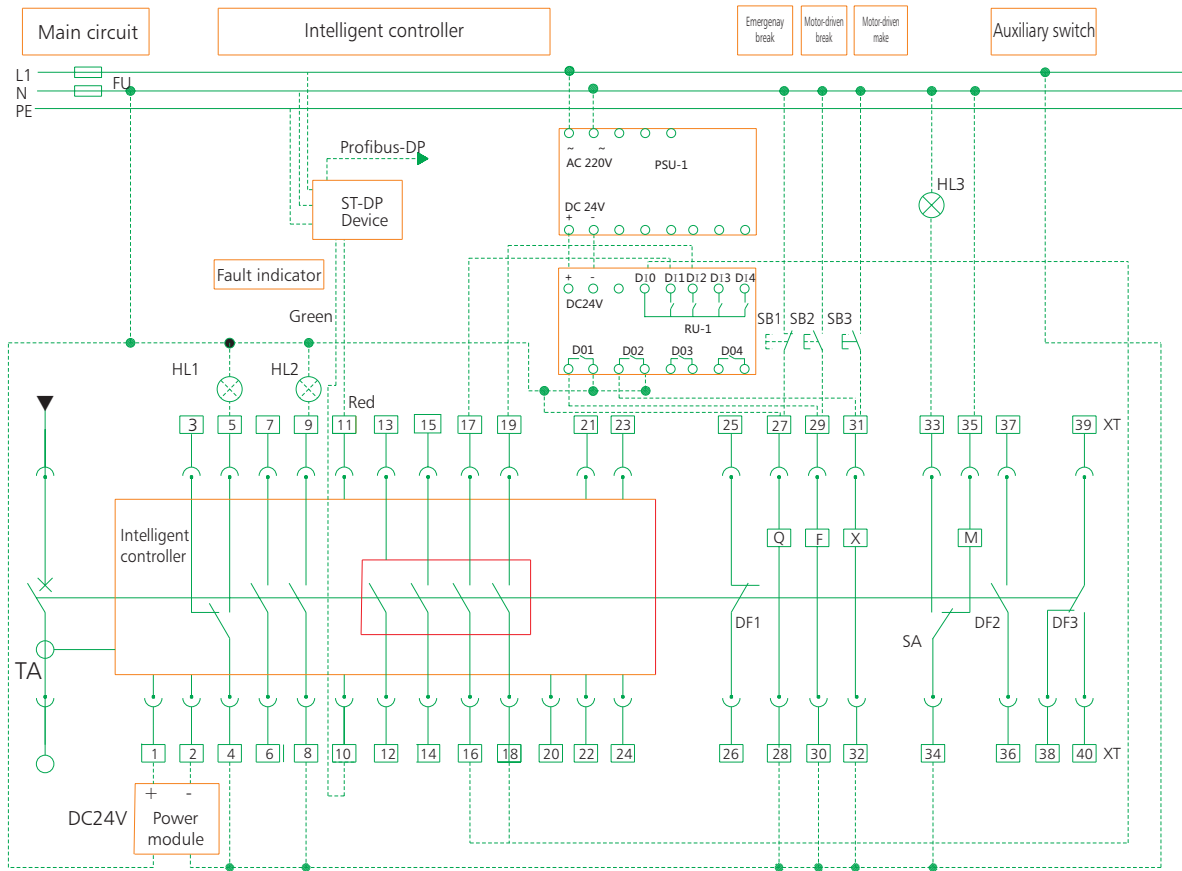 Main circuit
Intelligent controller
Emergenay
break
Motor-driven
break
Motor-driven
make
Auxiliary switch
L1
FU
N
PE
Profibus-DP
~ ~
AC 220V PSU-1
DC 24V
+ -
HL3
ST-DP
Device
Fault indicator
+ - DI0 DI1 DI2 DI3 DI4
DC24V
RU-1
Green
SB1 SB2 SB3
D01 D02 D03 D04
HL1 HL2
Red
3 5 7 9 11 13 15 17 19 21 23 25 27 29 31 33 35 37 39 XT
Intelligent
controller
Q F X M
DF1 SA DF2 DF3
TA
1 2 4 6 8 10 12 14 16 18 20 22 24 26 28 30 32 34 36 38 40 XT
+ -
DC24V Power
module